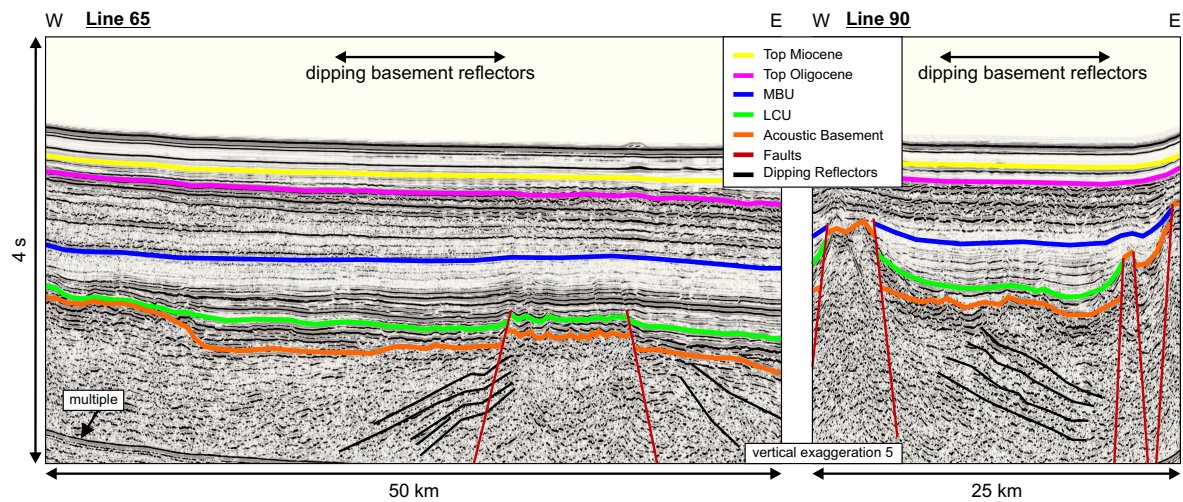 W Line 65 E
dipping basement reflectors
4 s
multiple
50 km
Top Miocene
Top Oligocene
MBU
LCU
Acoustic Basement
Faults
Dipping Reflectors
vertical exaggeration 5
W Line 90 E
dipping basement reflectors
25 km